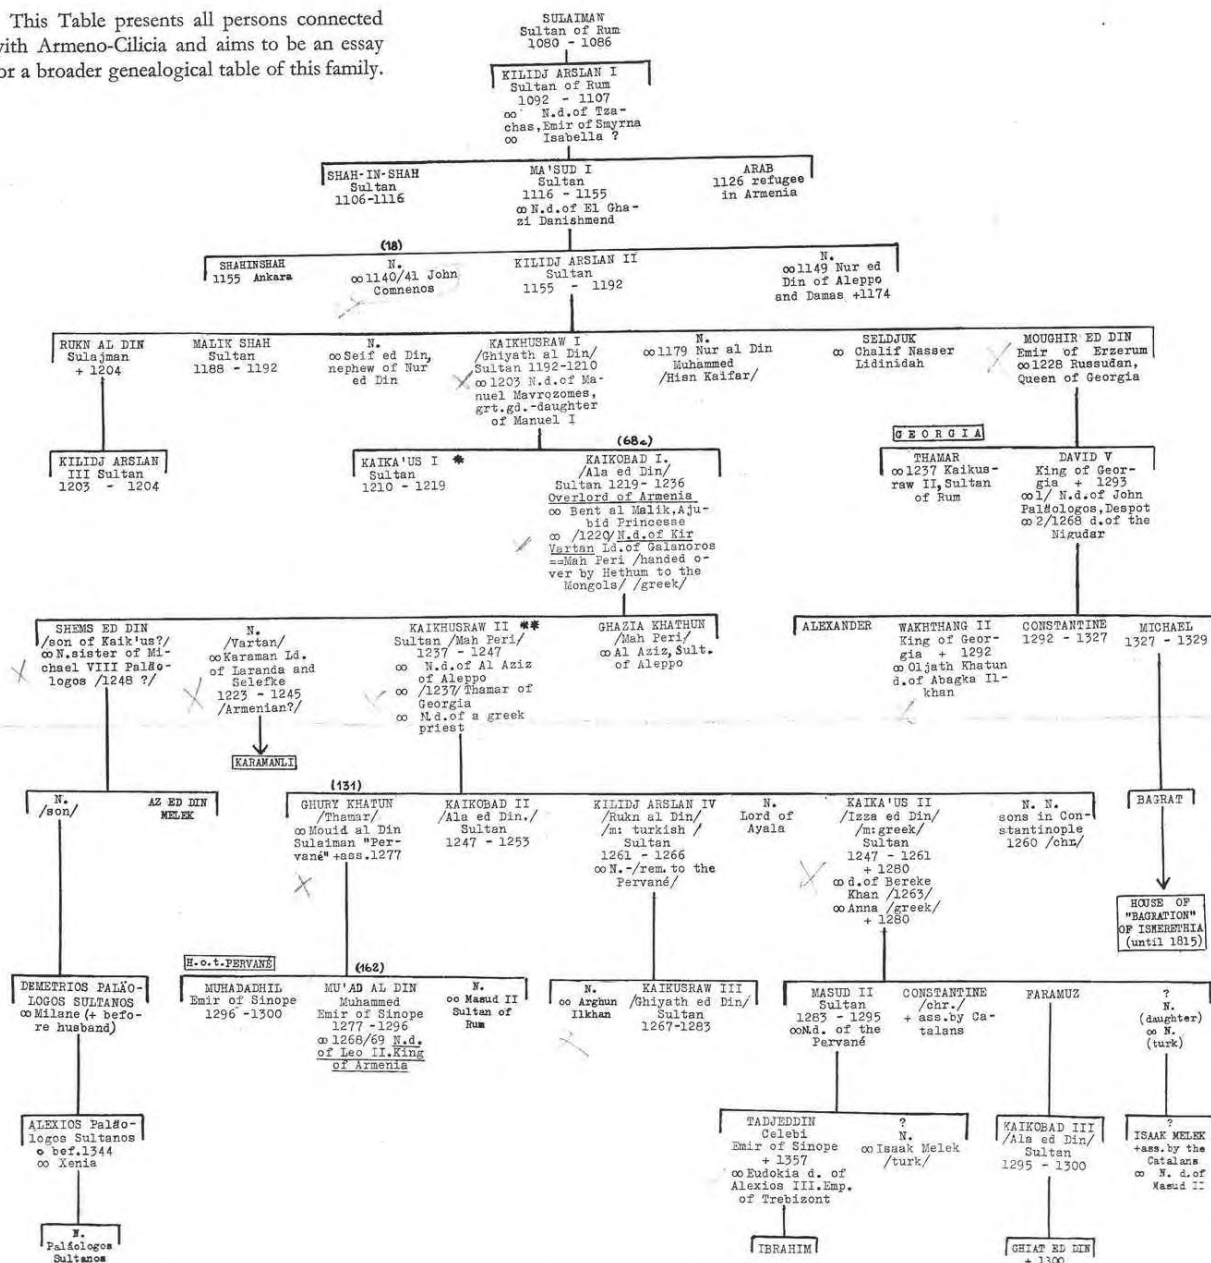 This Table presents all persons connected
with Armeno-Cilicia and aims to be an essay
or a broader genealogical table of this family.
SULAIMAN
Sultan of Rum
1080 - 1086
KILIDJ ARSLAN I
Sultan of Rum
1092 - 1107
∞ N.d.of Tza-
chas,Emir of Smyrna
∞ Isabella ?
SHAH-IN-SHAH
Sultan
1106-1116
MA'SUD I
Sultan
1116 - 1155
∞ N.d.of El Gha-
zi Danishmend
ARAB
1126 refugee
in Armenia
SHAHINSHAH
1155 Ankara
(18)
N.
∞1140/41 John
Comnenos
KILIDJ ARSLAN II
Sultan
1155 - 1192
N.
∞1149 Nur ed
Din of Aleppo
and Damas +1174
RUKN AL DIN
Sulajman
+ 1204
MALIK SHAH
Sultan
1188 - 1192
N.
∞ Seif ed Din,
nephew of Nur
ed Din
KAIKHUSRAW I
/Ghiyath al Din/
Sultan 1192-1210
∞ 1203 N.d.of Ma-
nuel Mavrozomes,
grt.gd.-daughter
of Manuel I
N.
∞1179 Nur al Din
Muhammed
/Hisn Kaifar/
SELDJUK
∞ Chalif Nasser
Lidinidah
MOUGHIR ED DIN
Emir of Erzerum
∞1228 Russudan,
Queen of Georgia
KILIDJ ARSLAN
III Sultan
1203 - 1204
KAIKA'US I *
Sultan
1210 - 1219
(68c)
KAIKOBAD I.
/Ala ed Din/
Sultan 1219- 1236
Overlord of Armenia
∞ Bent al Malik,Aju-
bid Princesse
∞ /1220/N.d.of Kir
Vartan Ld.of Galanoros
==Mah Peri /handed o-
ver by Hethum to the
Mongols/ /greek/
GEORGIA
THAMAR
∞1237 Kaikus-
raw II,Sultan
of Rum
DAVID V
King of Geor-
gia + 1293
∞1/ N.d.of John
Paläologos,Despot
∞ 2/1268 d.of the
Nigudar
SHEMS ED DIN
/son of Kaik'us?/
∞N.sister of Mi-
chael VIII Paläo-
logos /1248 ?/
N.
/Vartan/
∞Karaman Ld.
of Laranda and
Selefke
1223 - 1245
/Armenian?/
KARAMANLI
KAIKHUSRAW II **
Sultan /Mah Peri/
1237 - 1247
∞ N.d.of Al Aziz
of Aleppo
∞ /1237/Thamar of
Georgia
∞ N.d.of a greek
priest
GHAZIA KHATHUN
/Mah Peri/
∞Al Aziz,Sult.
of Aleppo
ALEXANDER
WAKHTHANG II
King of Geor-
gia + 1292
∞ Oljath Khatun
d.of Abagka Il-
khan
CONSTANTINE
1292 - 1327
MICHAEL
1327 - 1329
N.
/son/
AZ ED DIN
MELEK
(131)
GHURY KHATUN
/Thamar/
∞Mouid al Din
Sulaiman "Per-
vané" +ass.1277
KAIKOBAD II
/Ala ed Din./
Sultan
1247 - 1253
KILIDJ ARSLAN IV
/Rukn al Din/
/m: turkish /
Sultan
1261 - 1266
∞ N.-/rem.to the
Pervané/
N.
Lord of
Ayala
KAIKA'US II
/Izza ed Din/
/m:greek/
Sultan
1247 - 1261
+ 1280
∞ d.of Bereke
Khan /1263/
∞Anna /greek/
+ 1280
N. N.
sons in Con-
stantinople
1260 /chr/
BAGRAT
HOUSE OF
"BAGRATION"
OF ISMERETHIA
(until 1815)
DEMETRIOS PALÄO-
LOGOS SULTANOS
∞ Milane (+ befo-
re husband)
H.o.t.PERVANÉ
MUHADADHIL
Emir of Sinope
1296 -1300
(162)
MU'AD AL DIN
Muhammed
Emir of Sinope
1277 -1296
∞ 1268/69 N.d.
of Leo II.King
of Armenia
N.
∞ Masud II
Sultan of
Rum
N.
∞ Arghun
Ilkhan
KAIKUSRAW III
/Ghiyath ed Din/
Sultan
1267-1283
MASUD II
Sultan
1283 - 1295
∞N.d. of the
Pervané
CONSTANTINE
/chr./
+ ass.by Ca-
talans
FARAMUZ
?
N.
(daughter)
∞ N.
(turk)
ALEXIOS Paläo-
logos Sultanos
o bef.1344
∞ Xenia
TADJEDDIN
Celebi
Emir of Sinope
+ 1357
∞ Eudokia d. of
Alexios III.Emp.
of Trebizont
?
N.
∞ Isaak Melek
/turk/
KAIKOBAD III
/Ala ed Din/
Sultan
1295 - 1300
?
ISAAK MELEK
+ass.by the
Catalans
∞ N. d.of
Masud II
N.
Paläologos
Sultanos
IBRAHIM
GHIAT ED DIN
+ 1300